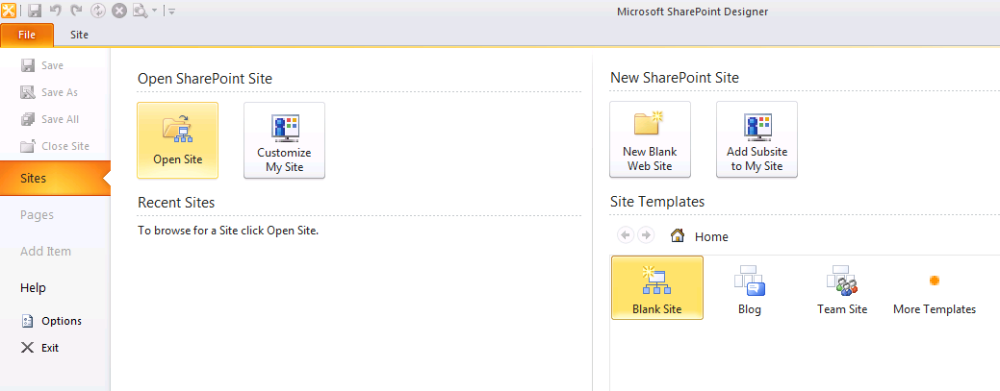 Microsoft SharePoint Designer
File
Site
Save
Save As
Save All
Close Site
Sites
Pages
Add Item
Help
Options
Exit
Open SharePoint Site
Open Site
Customize
My Site
Recent Sites
To browse for a Site click Open Site.
New SharePoint Site
New Blank
Web Site
Add Subsite
to My Site
Site Templates
Home
Blank Site
Blog
Team Site
More Templates